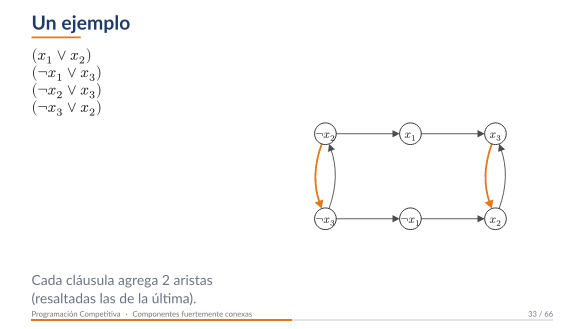 Un ejemplo
(x₁ ∨ x₂)
(¬x₁ ∨ x₃)
(¬x₂ ∨ x₃)
(¬x₃ ∨ x₂)
¬x₂ x₁ x₃
¬x₃ ¬x₁ x₂
Cada cláusula agrega 2 aristas
(resaltadas las de la última).
Programación Competitiva · Componentes fuertemente conexas 33 / 66